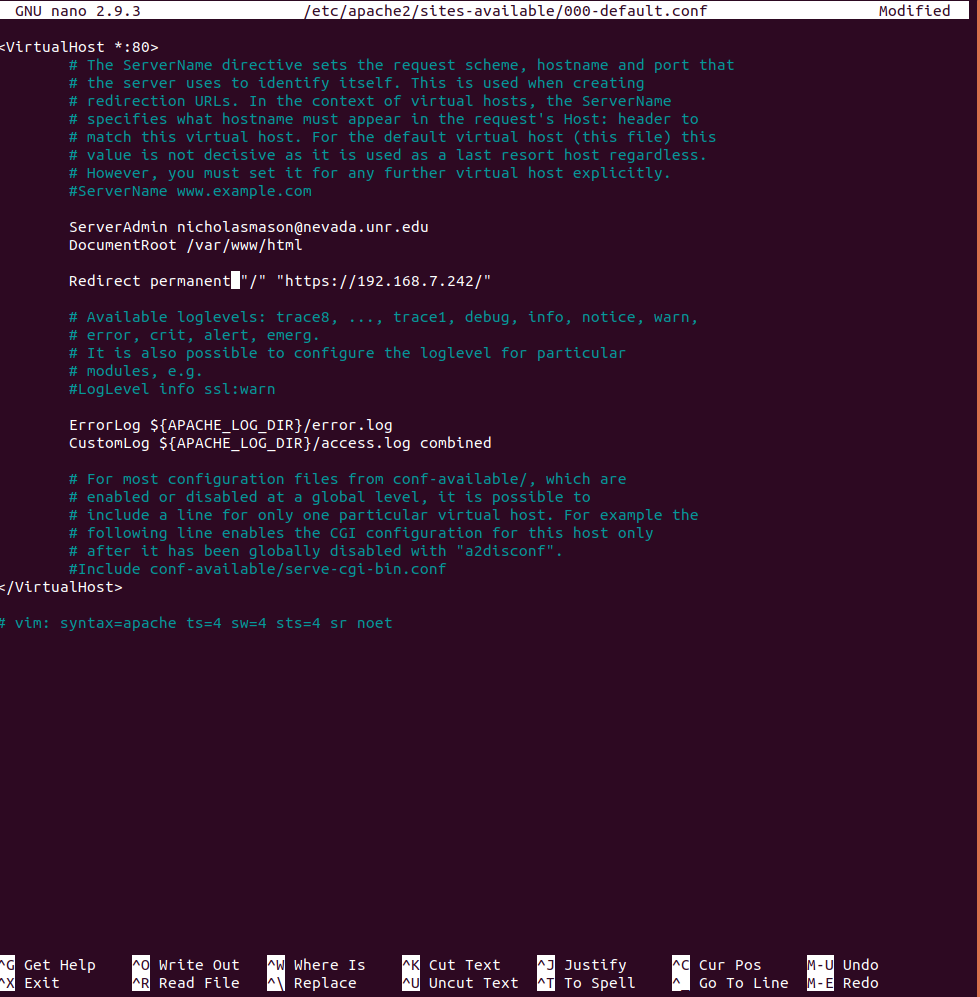 GNU nano 2.9.3 /etc/apache2/sites-available/000-default.conf Modified
<VirtualHost *:80>
# The ServerName directive sets the request scheme, hostname and port that
# the server uses to identify itself. This is used when creating
# redirection URLs. In the context of virtual hosts, the ServerName
# specifies what hostname must appear in the request's Host: header to
# match this virtual host. For the default virtual host (this file) this
# value is not decisive as it is used as a last resort host regardless.
# However, you must set it for any further virtual host explicitly.
#ServerName www.example.com
ServerAdmin nicholasmason@nevada.unr.edu
DocumentRoot /var/www/html
Redirect permanent "/" "https://192.168.7.242/"
# Available loglevels: trace8, ..., trace1, debug, info, notice, warn,
# error, crit, alert, emerg.
# It is also possible to configure the loglevel for particular
# modules, e.g.
#LogLevel info ssl:warn
ErrorLog ${APACHE_LOG_DIR}/error.log
CustomLog ${APACHE_LOG_DIR}/access.log combined
# For most configuration files from conf-available/, which are
# enabled or disabled at a global level, it is possible to
# include a line for only one particular virtual host. For example the
# following line enables the CGI configuration for this host only
# after it has been globally disabled with "a2disconf".
#Include conf-available/serve-cgi-bin.conf
</VirtualHost>
# vim: syntax=apache ts=4 sw=4 sts=4 sr noet
^G Get Help ^O Write Out ^W Where Is ^K Cut Text ^J Justify ^C Cur Pos M-U Undo
^X Exit ^R Read File ^\ Replace ^U Uncut Text ^T To Spell ^_ Go To Line M-E Redo